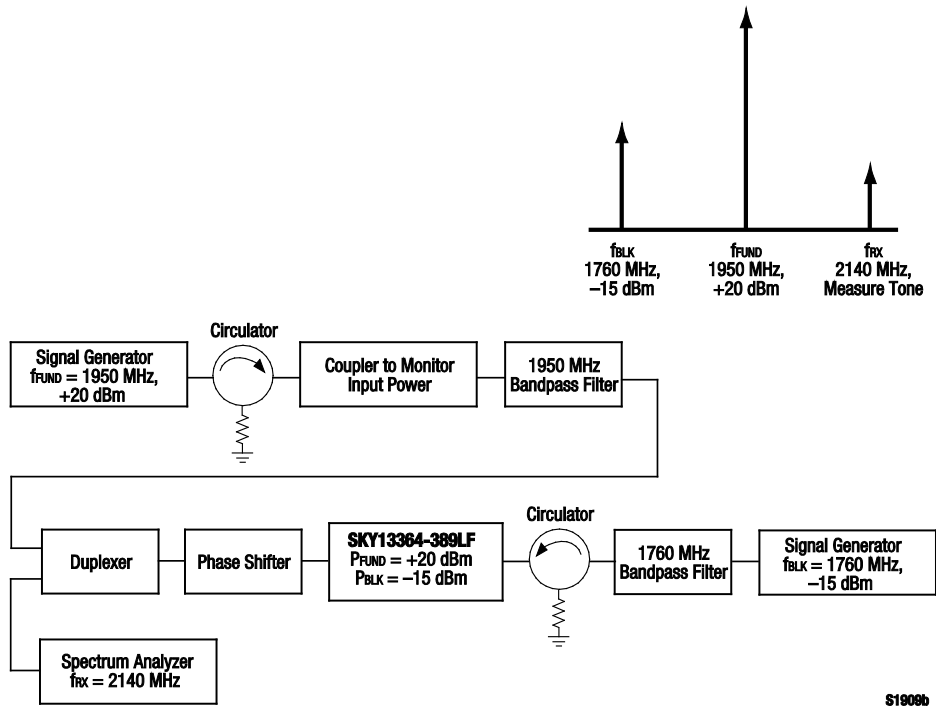 fBLK
1760 MHz,
–15 dBm
fFUND
1950 MHz,
+20 dBm
fRX
2140 MHz,
Measure Tone
Signal Generator
fFUND = 1950 MHz,
+20 dBm
Circulator
Coupler to Monitor
Input Power
1950 MHz
Bandpass Filter
Duplexer
Phase Shifter
SKY13364-389LF
PFUND = +20 dBm
PBLK = –15 dBm
Circulator
1760 MHz
Bandpass Filter
Signal Generator
fBLK = 1760 MHz,
–15 dBm
Spectrum Analyzer
fRX = 2140 MHz
S1909b